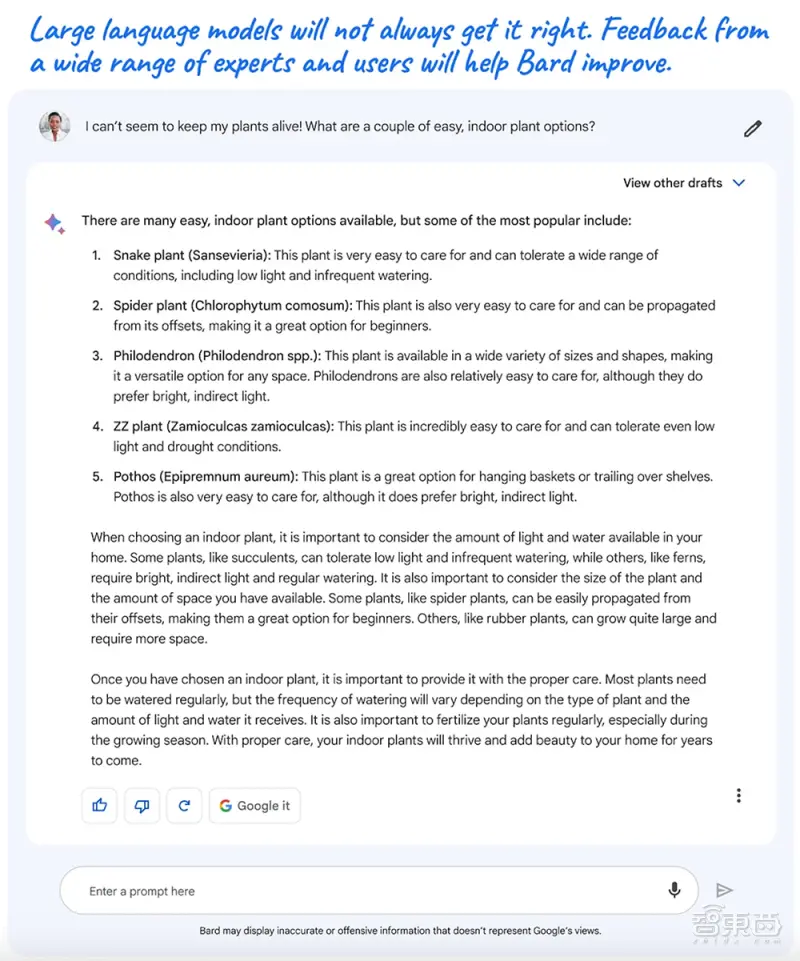 Large language models will not always get it right. Feedback from
a wide range of experts and users will help Bard improve.
I can't seem to keep my plants alive! What are a couple of easy, indoor plant options?
View other drafts
There are many easy, indoor plant options available, but some of the most popular include:
1. Snake plant (Sansevieria): This plant is very easy to care for and can tolerate a wide range of
conditions, including low light and infrequent watering.
2. Spider plant (Chlorophytum comosum): This plant is also very easy to care for and can be propagated
from its offsets, making it a great option for beginners.
3. Philodendron (Philodendron spp.): This plant is available in a wide variety of sizes and shapes, making
it a versatile option for any space. Philodendrons are also relatively easy to care for, although they do
prefer bright, indirect light.
4. ZZ plant (Zamioculcas zamioculcas): This plant is incredibly easy to care for and can tolerate even low
light and drought conditions.
5. Pothos (Epipremnum aureum): This plant is a great option for hanging baskets or trailing over shelves.
Pothos is also very easy to care for, although it does prefer bright, indirect light.
When choosing an indoor plant, it is important to consider the amount of light and water available in your
home. Some plants, like succulents, can tolerate low light and infrequent watering, while others, like ferns,
require bright, indirect light and regular watering. It is also important to consider the size of the plant and
the amount of space you have available. Some plants, like spider plants, can be easily propagated from
their offsets, making them a great option for beginners. Others, like rubber plants, can grow quite large and
require more space.
Once you have chosen an indoor plant, it is important to provide it with the proper care. Most plants need
to be watered regularly, but the frequency of watering will vary depending on the type of plant and the
amount of light and water it receives. It is also important to fertilize your plants regularly, especially during
the growing season. With proper care, your indoor plants will thrive and add beauty to your home for years
to come.
Google it
Enter a prompt here
Bard may display inaccurate or offensive information that doesn't represent Google's views.
智東西